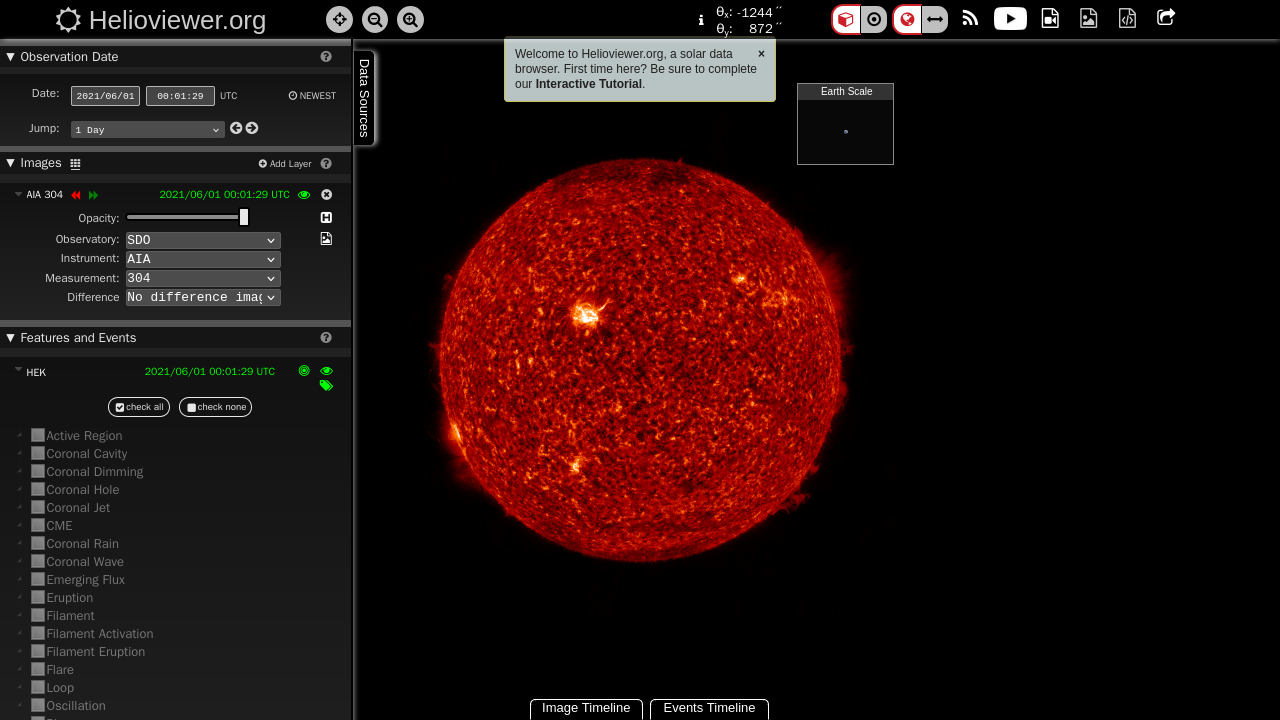 Helioviewer.org
θx: -1244 ″
θy: 872 ″
Observation Date
Date: 2021/06/01 00:01:29 UTC NEWEST
Jump: 1 Day
Images Add Layer
AIA 304 2021/06/01 00:01:29 UTC
Opacity:
Observatory: SDO
Instrument: AIA
Measurement: 304
Difference No difference imag
Features and Events
HEK 2021/06/01 00:01:29 UTC
check all check none
Active Region
Coronal Cavity
Coronal Dimming
Coronal Hole
Coronal Jet
CME
Coronal Rain
Coronal Wave
Emerging Flux
Eruption
Filament
Filament Activation
Filament Eruption
Flare
Loop
Oscillation
Data Sources
Welcome to Helioviewer.org, a solar data ×
browser. First time here? Be sure to complete
our Interactive Tutorial.
Earth Scale
Image Timeline Events Timeline